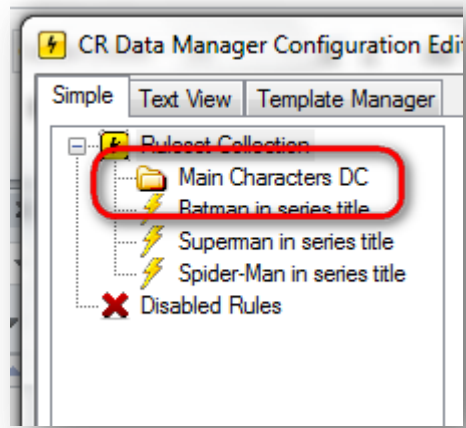 CR Data Manager Configuration Edi
Simple Text View Template Manager
Ruleset Collection
Main Characters DC
Batman in series title
Superman in series title
Spider-Man in series title
Disabled Rules